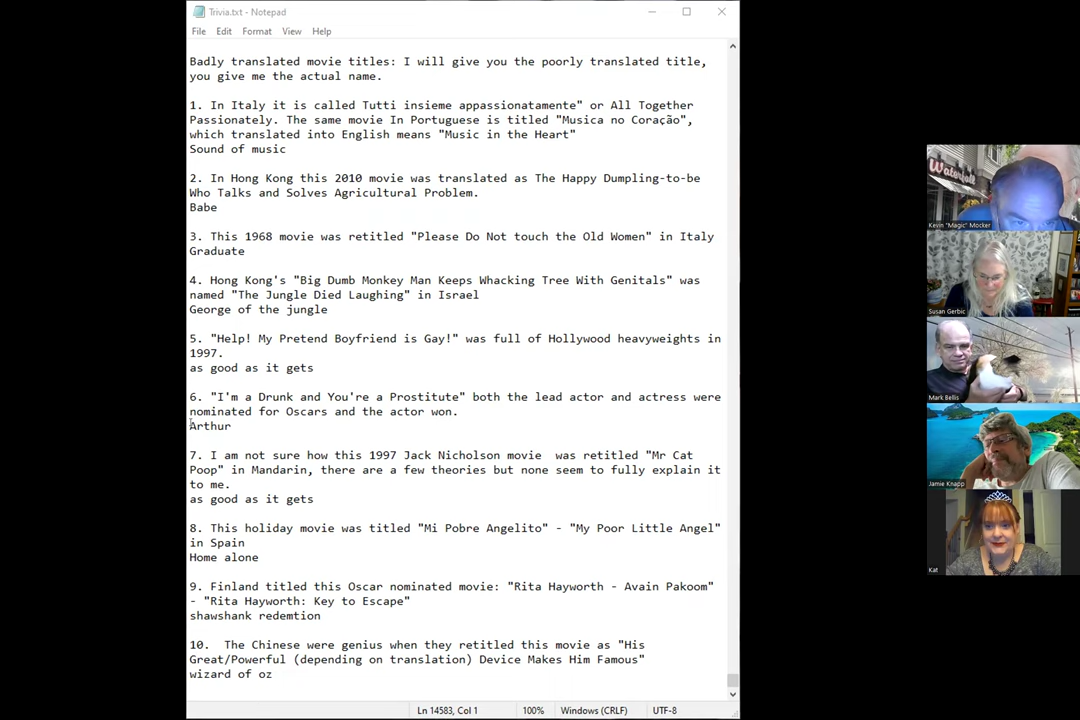 Trivia.txt - Notepad
File Edit Format View Help
Badly translated movie titles: I will give you the poorly translated title,
you give me the actual name.
1. In Italy it is called Tutti insieme appassionatamente" or All Together
Passionately. The same movie In Portuguese is titled "Musica no Coração",
which translated into English means "Music in the Heart"
Sound of music
2. In Hong Kong this 2010 movie was translated as The Happy Dumpling-to-be
Who Talks and Solves Agricultural Problem.
Babe
3. This 1968 movie was retitled "Please Do Not touch the Old Women" in Italy
Graduate
4. Hong Kong's "Big Dumb Monkey Man Keeps Whacking Tree With Genitals" was
named "The Jungle Died Laughing" in Israel
George of the jungle
5. "Help! My Pretend Boyfriend is Gay!" was full of Hollywood heavyweights in
1997.
as good as it gets
6. "I'm a Drunk and You're a Prostitute" both the lead actor and actress were
nominated for Oscars and the actor won.
Arthur
7. I am not sure how this 1997 Jack Nicholson movie  was retitled "Mr Cat
Poop" in Mandarin, there are a few theories but none seem to fully explain it
to me.
as good as it gets
8. This holiday movie was titled "Mi Pobre Angelito" - "My Poor Little Angel"
in Spain
Home alone
9. Finland titled this Oscar nominated movie: "Rita Hayworth - Avain Pakoom"
- "Rita Hayworth: Key to Escape"
shawshank redemtion
10.  The Chinese were genius when they retitled this movie as "His
Great/Powerful (depending on translation) Device Makes Him Famous"
wizard of oz
Ln 14583, Col 1 100% Windows (CRLF) UTF-8
Waterfall
Kevin "Magic" Mocker
Susan Gerbic
Mark Bellis
Jamie Knapp
Kat